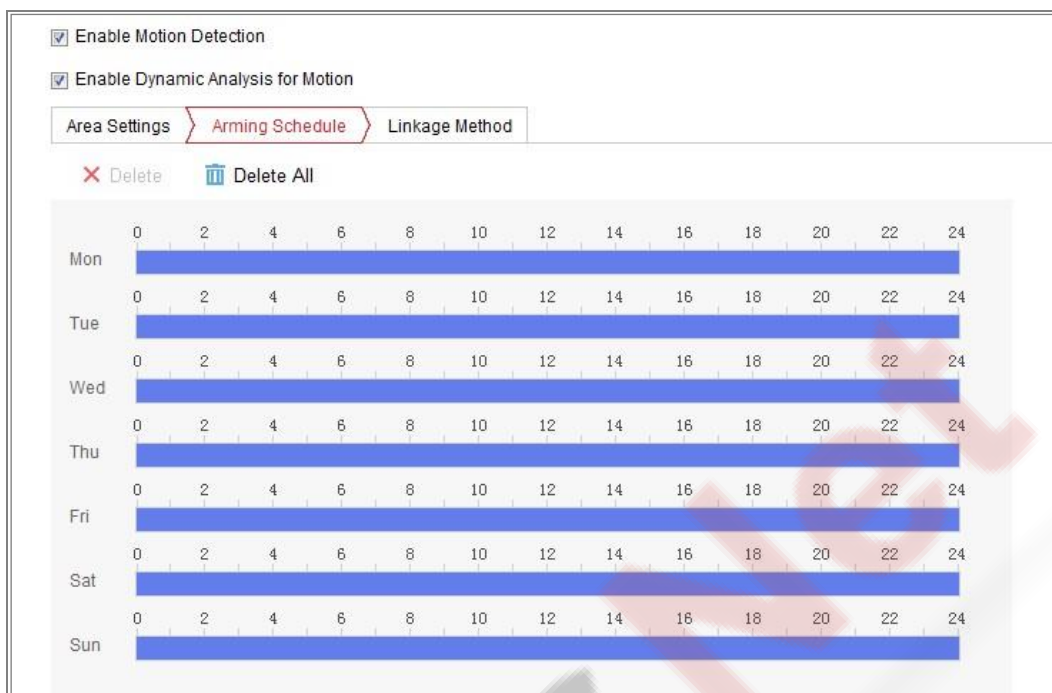 Enable Motion Detection
Enable Dynamic Analysis for Motion
Area Settings Arming Schedule Linkage Method
Delete Delete All
0 2 4 6 8 10 12 14 16 18 20 22 24
Mon
0 2 4 6 8 10 12 14 16 18 20 22 24
Tue
0 2 4 6 8 10 12 14 16 18 20 22 24
Wed
0 2 4 6 8 10 12 14 16 18 20 22 24
Thu
0 2 4 6 8 10 12 14 16 18 20 22 24
Fri
0 2 4 6 8 10 12 14 16 18 20 22 24
Sat
0 2 4 6 8 10 12 14 16 18 20 22 24
Sun
Net